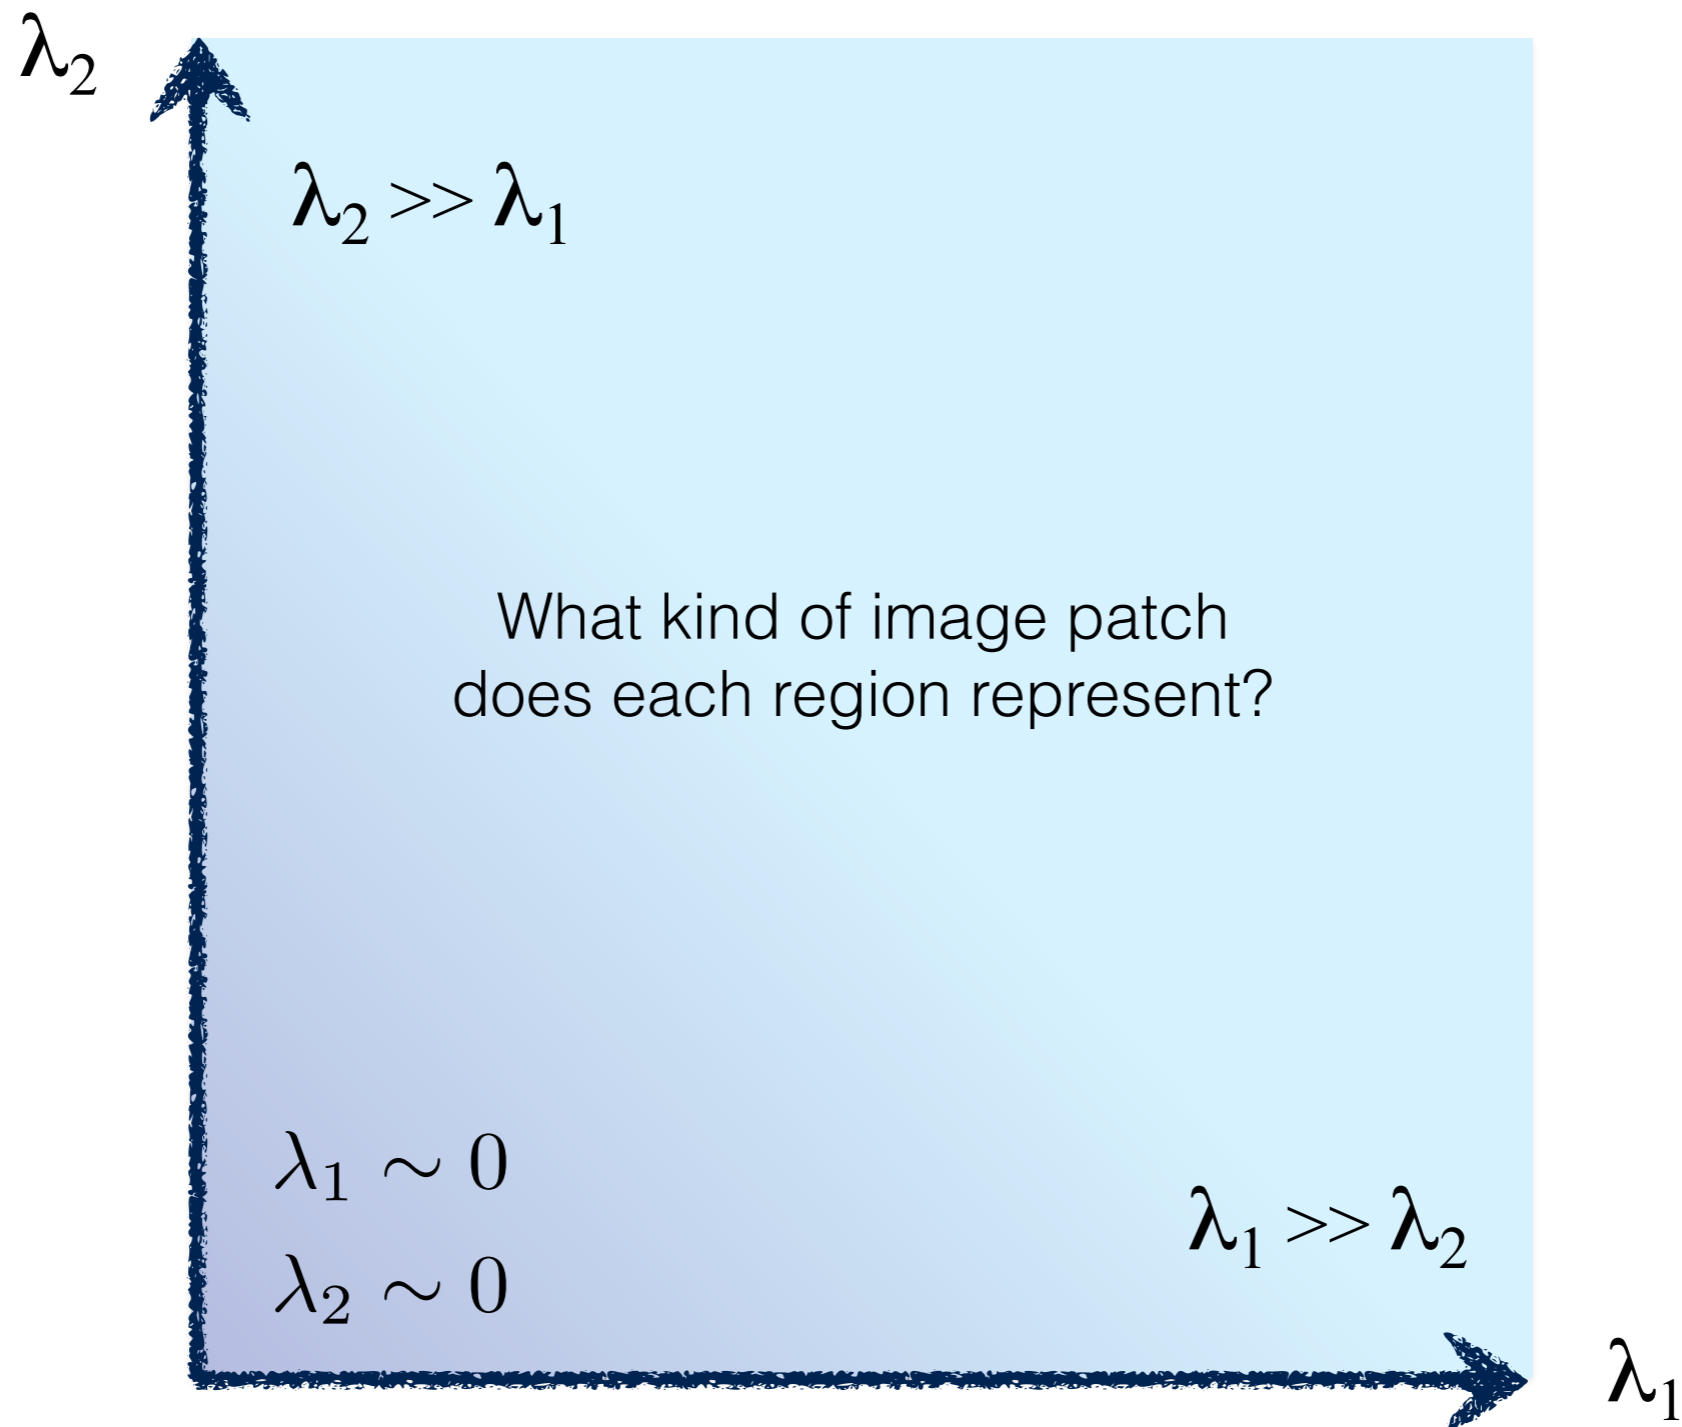 λ₂
λ₂ >> λ₁
What kind of image patch
does each region represent?
λ₁ ∼ 0
λ₂ ∼ 0
λ₁ >> λ₂
λ₁